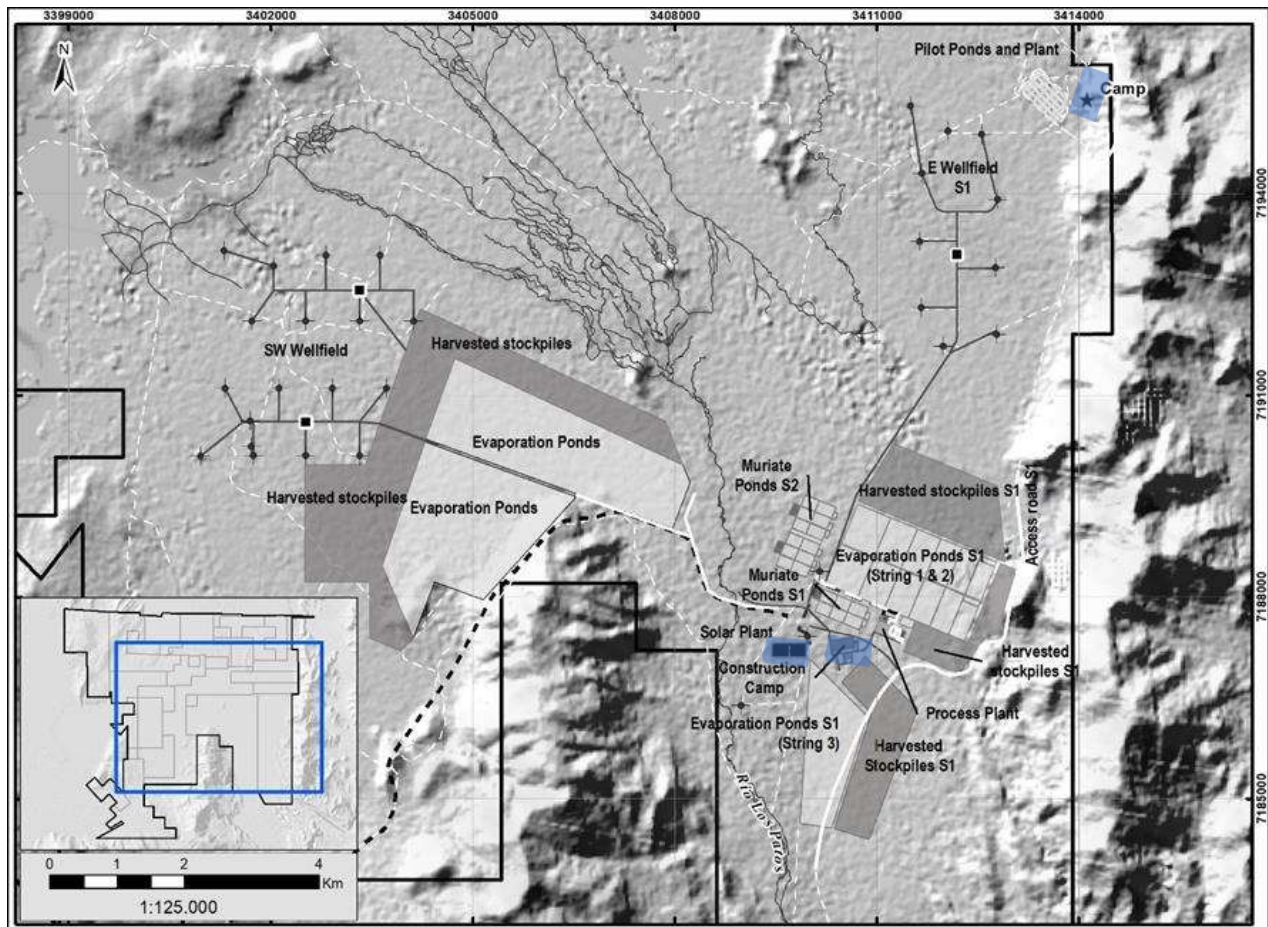 3399000
3402000
3405000
3408000
3411000
3414000
N
Pilot Ponds and Plant
Camp
E Wellfield
S1
7194000
SW Wellfield
Harvested stockpiles
7191000
Evaporation Ponds
Muriate
Ponds S2
Harvested stockpiles S1
Access road S1
Harvested stockpiles
Evaporation Ponds
Evaporation Ponds S1
(String 1 & 2)
Muriate
Ponds S1
7188000
Solar Plant
Construction
Camp
Harvested
stockpiles S1
Process Plant
Evaporation Ponds S1
(String 3)
Harvested
Stockpiles S1
Río Los Patos
7185000
0 1 2 4
Km
1:125.000